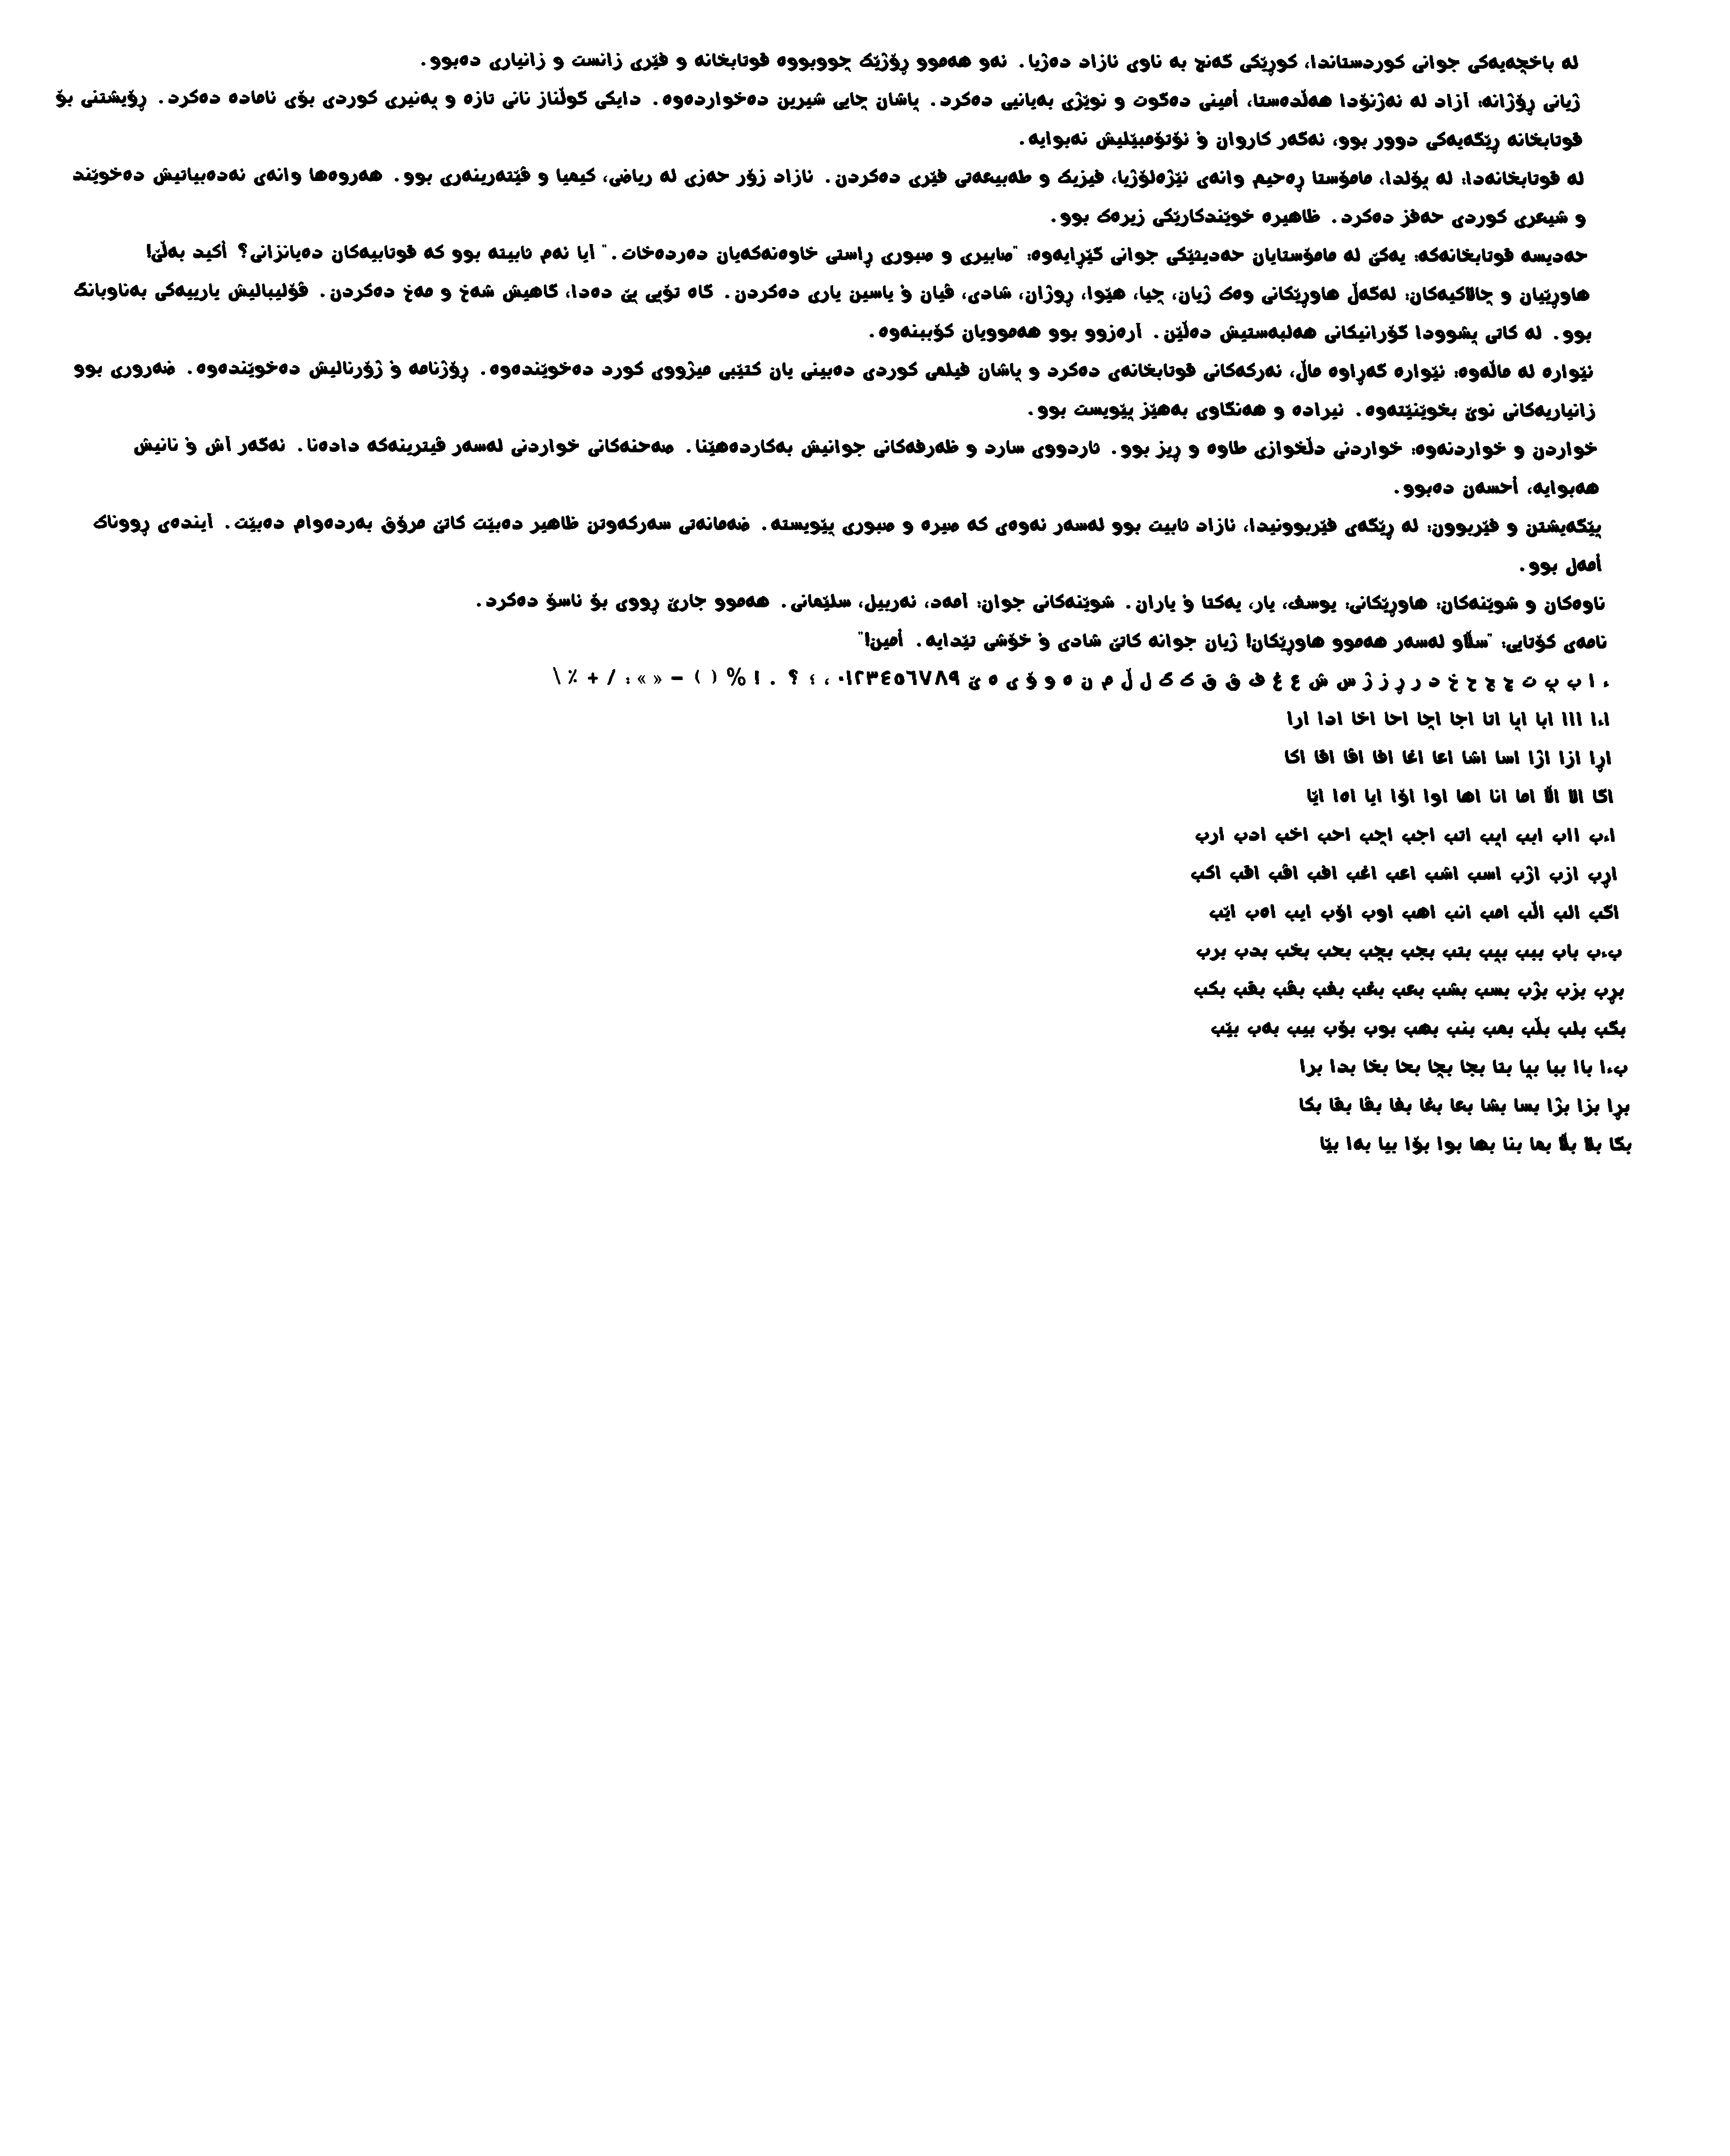 لە باخچەیەکی جوانی کوردستاندا، کوڕێکی گەنج بە ناوی ئازاد دەژیا. ئەو هەموو ڕۆژێک چووبووە قوتابخانە و فێری زانست و زانیاری دەبوو.
ژیانی ڕۆژانە: آزاد لە ئەژنۆدا هەڵدەستا، أمینی دەگوت و نوێژی بەیانیی دەکرد. پاشان چایی شیرین دەخواردەوە. دایکی گوڵناز نانی تازە و پەنیری کوردی بۆی ئامادە دەکرد. ڕۆیشتنی بۆ
قوتابخانە ڕێگەیەکی دوور بوو، ئەگەر کاروان وٰ ئۆتۆمبێلیش نەبوایە.
لە قوتابخانەدا: لە پۆلدا، مامۆستا ڕەحیم وانەی ئێژەلۆژیا، فیزیک و طەبیعەتی فێری دەکردن. ئازاد زۆر حەزی لە ریاضی، کیمیا و ڤێتەرینەری بوو. هەروەها وانەی ئەدەبیاتیش دەخوێند
و شیعری کوردی حەفز دەکرد. ظاهیرە خوێندکارێکی زیرەک بوو.
حەدیسە قوتابخانەکە: یەکێ لە مامۆستایان حەدیثێکی جوانی گێڕایەوە: "صابیری و صبوری ڕاستی خاوەنەکەیان دەردەخات." آیا ئەم ثابیتە بوو کە قوتابیەکان دەیانزانی؟ أکید بەڵێ!
هاوڕێیان و چالاکیەکان: لەگەڵ هاوڕێکانی وەک ژیان، چیا، هێوا، ڕوژان، شادی، ڤیان وٰ یاسین یاری دەکردن. گاە تۆپی پێ دەدا، گاهیش شەخ و مەخ دەکردن. ڤۆلیبالیش یارییەکی بەناوبانگ
بوو. لە کاتی پشوودا گۆرانیکانی هەلبەستیش دەڵێن. آرەزوو بوو هەموویان کۆببنەوە.
ئێوارە لە ماڵەوە: ئێوارە گەڕاوە ماڵ، ئەرکەکانی قوتابخانەی دەکرد و پاشان فیلمی کوردی دەبینی یان کتێبی مێژووی کورد دەخوێندەوە. ڕۆژنامە وٰ ژۆرنالیش دەخوێندەوە. ضەروری بوو
زانیاریەکانی نوێ بخوێنێتەوە. ئیرادە و هەنگاوی بەهێز پێویست بوو.
خواردن و خواردنەوە: خواردنی دڵخوازی طاوە و ڕیز بوو. ئاردووی سارد و ظەرفەکانی جوانیش بەکاردەهێنا. صەحنەکانی خواردنی لەسەر ڤیترینەکە دادەنا. ئەگەر آش وٰ نانیش
هەبوایە، أحسەن دەبوو.
پێگەیشتن و فێربوون: لە ڕێگەی فێربوونیدا، ئازاد ثابیت بوو لەسەر ئەوەی کە صیرە و صبوری پێویستە. ضەمانەتی سەرکەوتن ظاهیر دەبێت کاتێ مرۆڤ بەردەوام دەبێت. آیندەی ڕووناک
أمەل بوو.
ناوەکان و شوێنەکان: هاوڕێکانی: یوسف، یار، یەکتا وٰ یاران. شوێنەکانی جوان: آمەد، ئەربیل، سلێمانی. هەموو جارێ ڕووی بۆ ئاسۆ دەکرد.
نامەی کۆتایی: "سڵاو لەسەر هەموو هاوڕێکان! ژیان جوانە کاتێ شادی وٰ خۆشی تێدایە. أمین!"
ء ا ب پ ت ج چ ح خ د ر ڕ ز ژ س ش ع غ ف ڤ ق ک گ ل ڵ م ن ە و ۆ ی ە ێ ٠١٢٣٤٥٦٧٨٩ ، ؛ ؟ . ! % ( ) – « » : / + ٪ \
اءا ااا ابا اپا اتا اجا اچا احا اخا ادا ارا
اڕا ازا اژا اسا اشا اعا اغا افا اڤا اقا اکا
اگا الا اڵا اما انا اها اوا اۆا ایا اەا اێا
اءب ااب ابب اپب اتب اجب اچب احب اخب ادب ارب
اڕب ازب اژب اسب اشب اعب اغب افب اڤب اقب اکب
اگب الب اڵب امب انب اهب اوب اۆب ایب اەب اێب
بءب باب ببب بپب بتب بجب بچب بحب بخب بدب برب
بڕب بزب بژب بسب بشب بعب بغب بفب بڤب بقب بکب
بگب بلب بڵب بمب بنب بهب بوب بۆب بیب بەب بێب
بءا باا ببا بپا بتا بجا بچا بحا بخا بدا برا
بڕا بزا بژا بسا بشا بعا بغا بفا بڤا بقا بکا
بگا بلا بڵا بما بنا بها بوا بۆا بیا بەا بێا